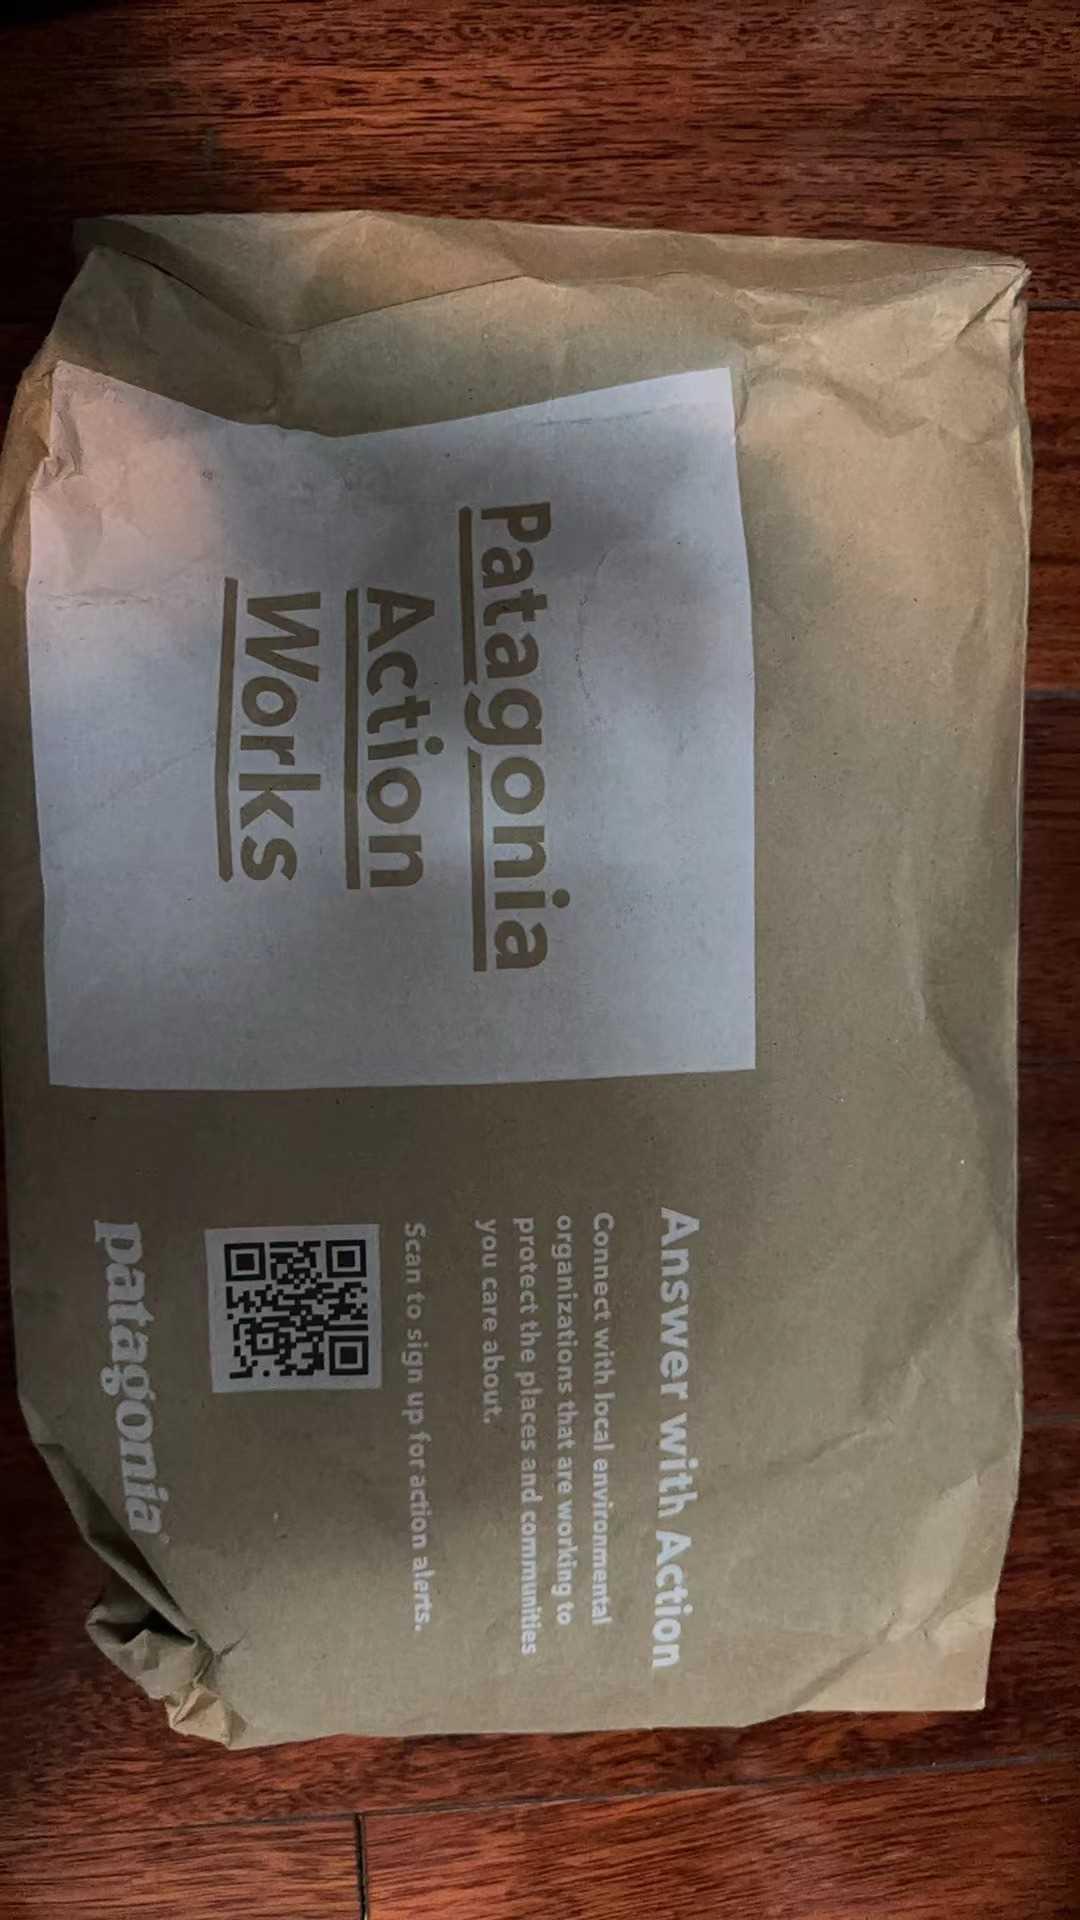 Patagonia
Action
Works
Answer with Action
Connect with local environmental
organizations that are working to
protect the places and communities
you care about.
Scan to sign up for action alerts.
patagonia